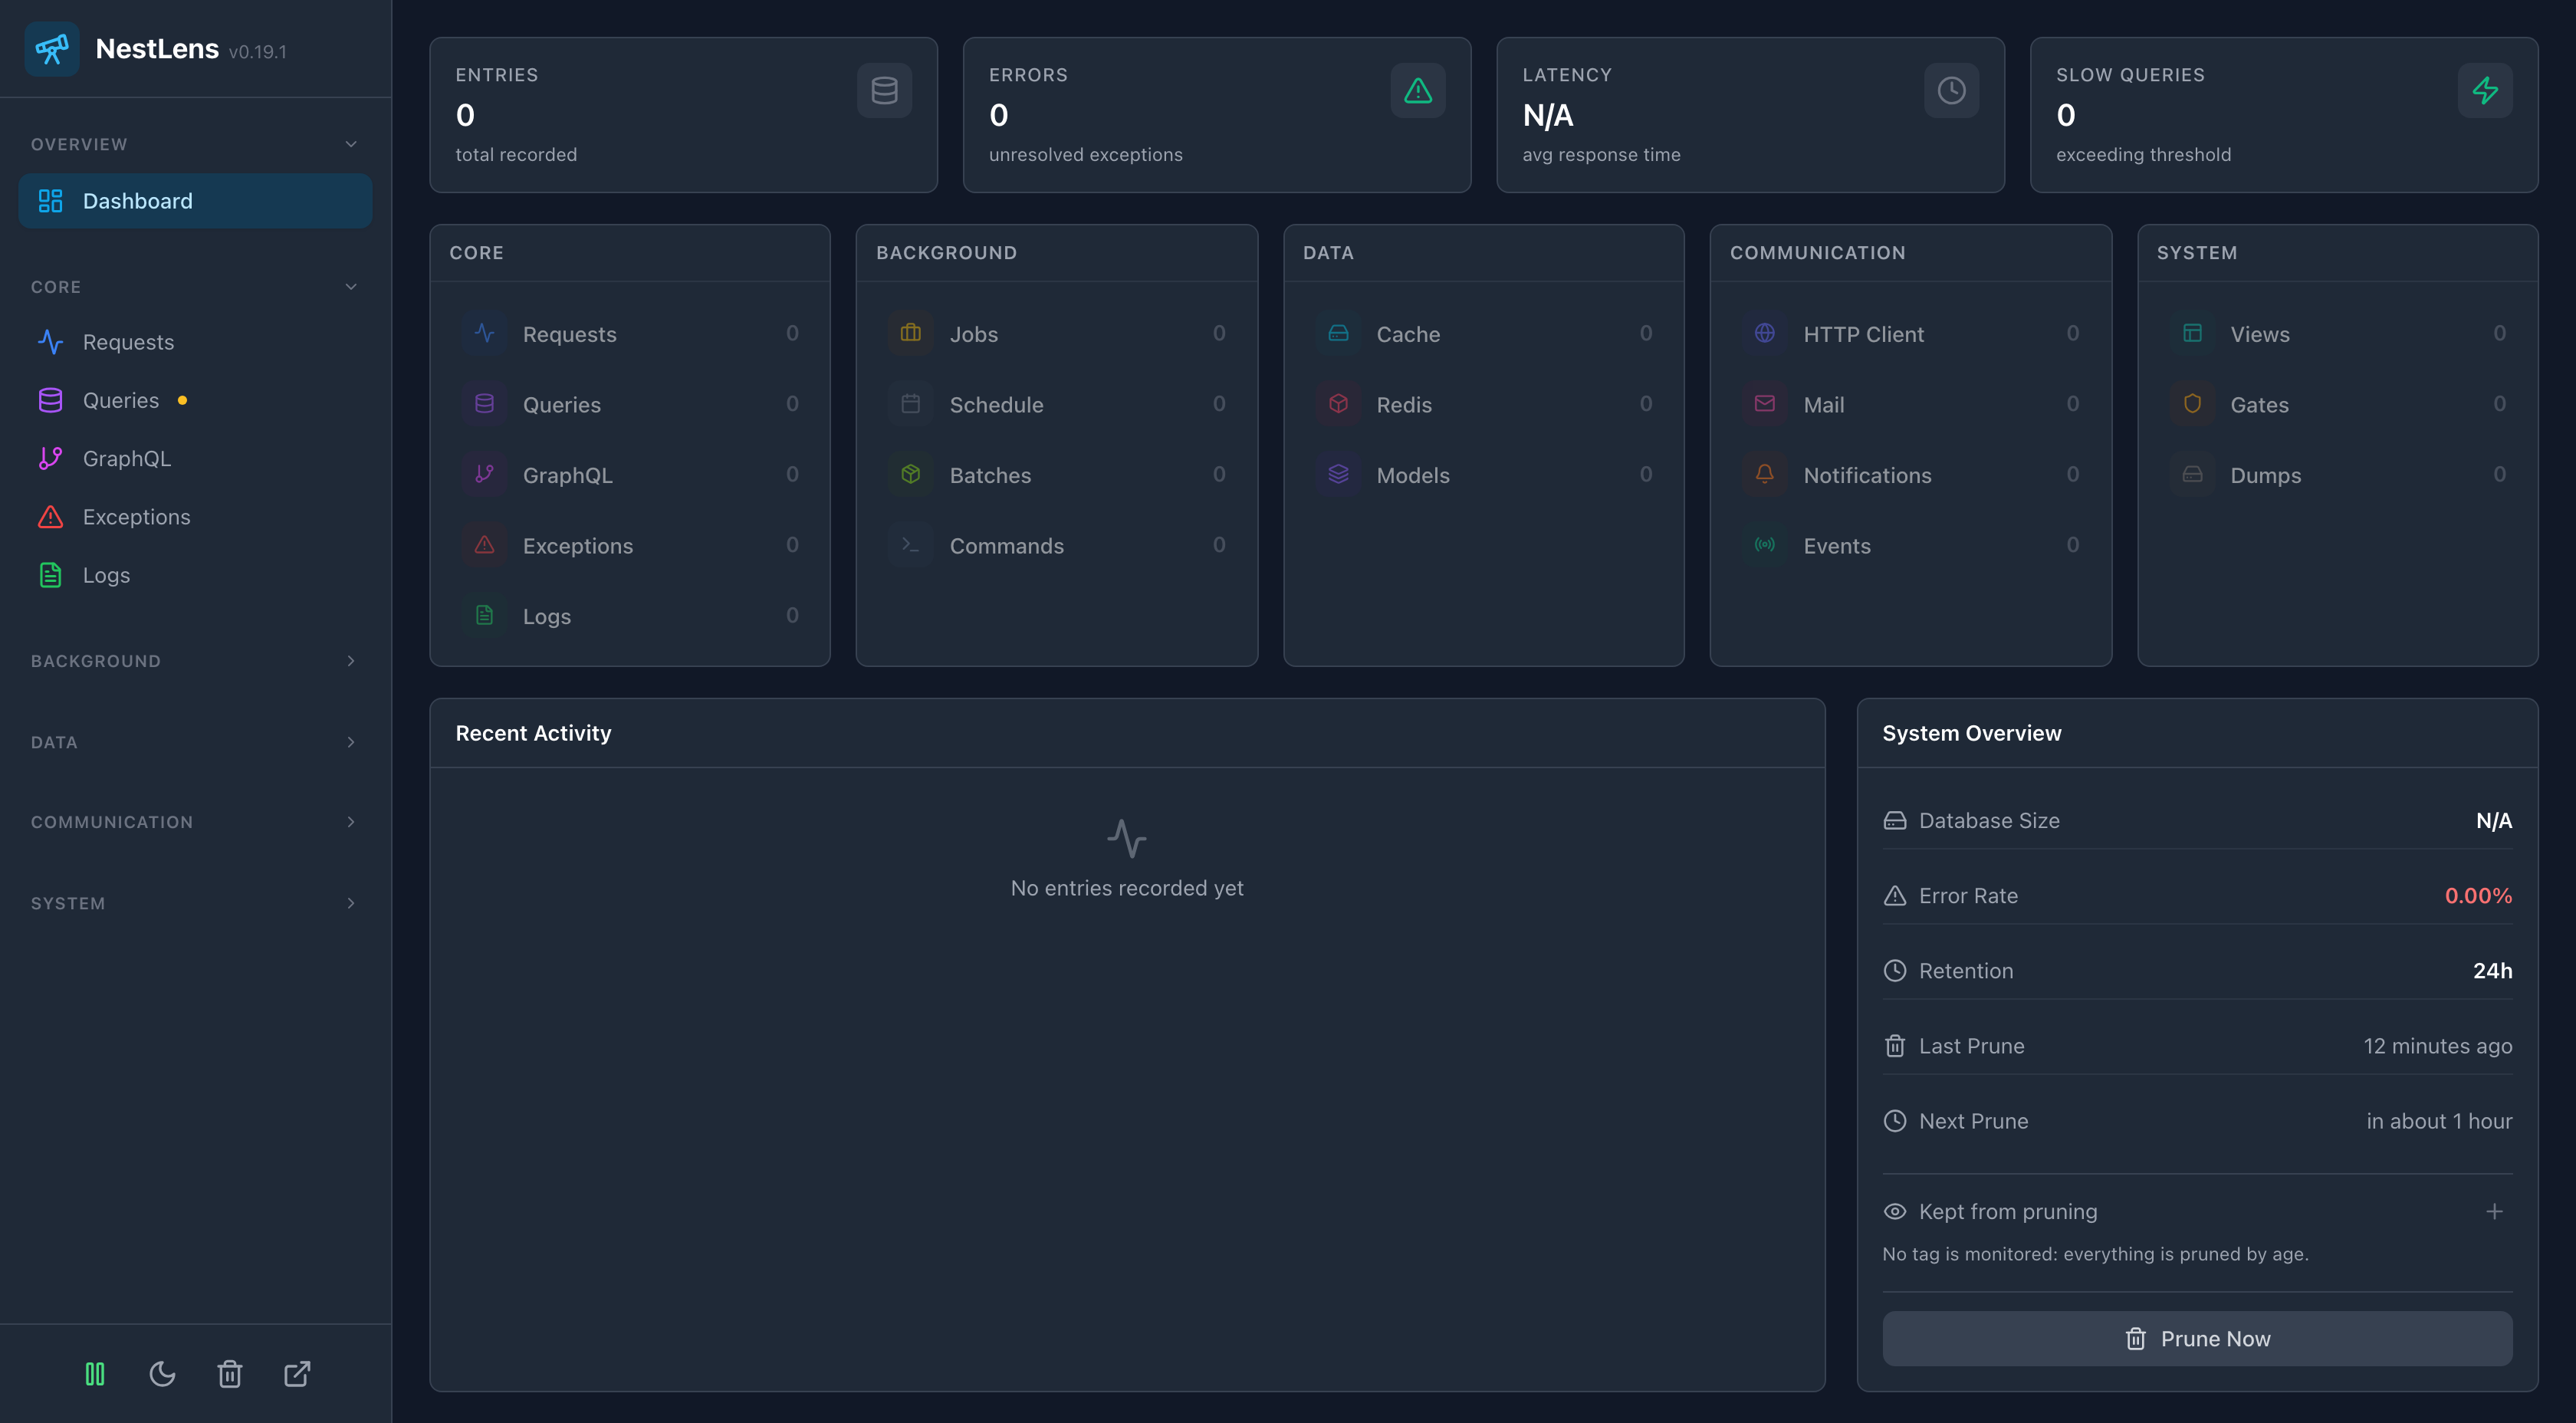 NestLens v0.19.1
OVERVIEW
Dashboard
CORE
Requests
Queries
GraphQL
Exceptions
Logs
BACKGROUND
DATA
COMMUNICATION
SYSTEM
ENTRIES
0
total recorded
ERRORS
0
unresolved exceptions
LATENCY
N/A
avg response time
SLOW QUERIES
0
exceeding threshold
CORE
Requests 0
Queries 0
GraphQL 0
Exceptions 0
Logs 0
BACKGROUND
Jobs 0
Schedule 0
Batches 0
Commands 0
DATA
Cache 0
Redis 0
Models 0
COMMUNICATION
HTTP Client 0
Mail 0
Notifications 0
Events 0
SYSTEM
Views 0
Gates 0
Dumps 0
Recent Activity
No entries recorded yet
System Overview
Database Size N/A
Error Rate 0.00%
Retention 24h
Last Prune 12 minutes ago
Next Prune in about 1 hour
Kept from pruning
No tag is monitored: everything is pruned by age.
Prune Now